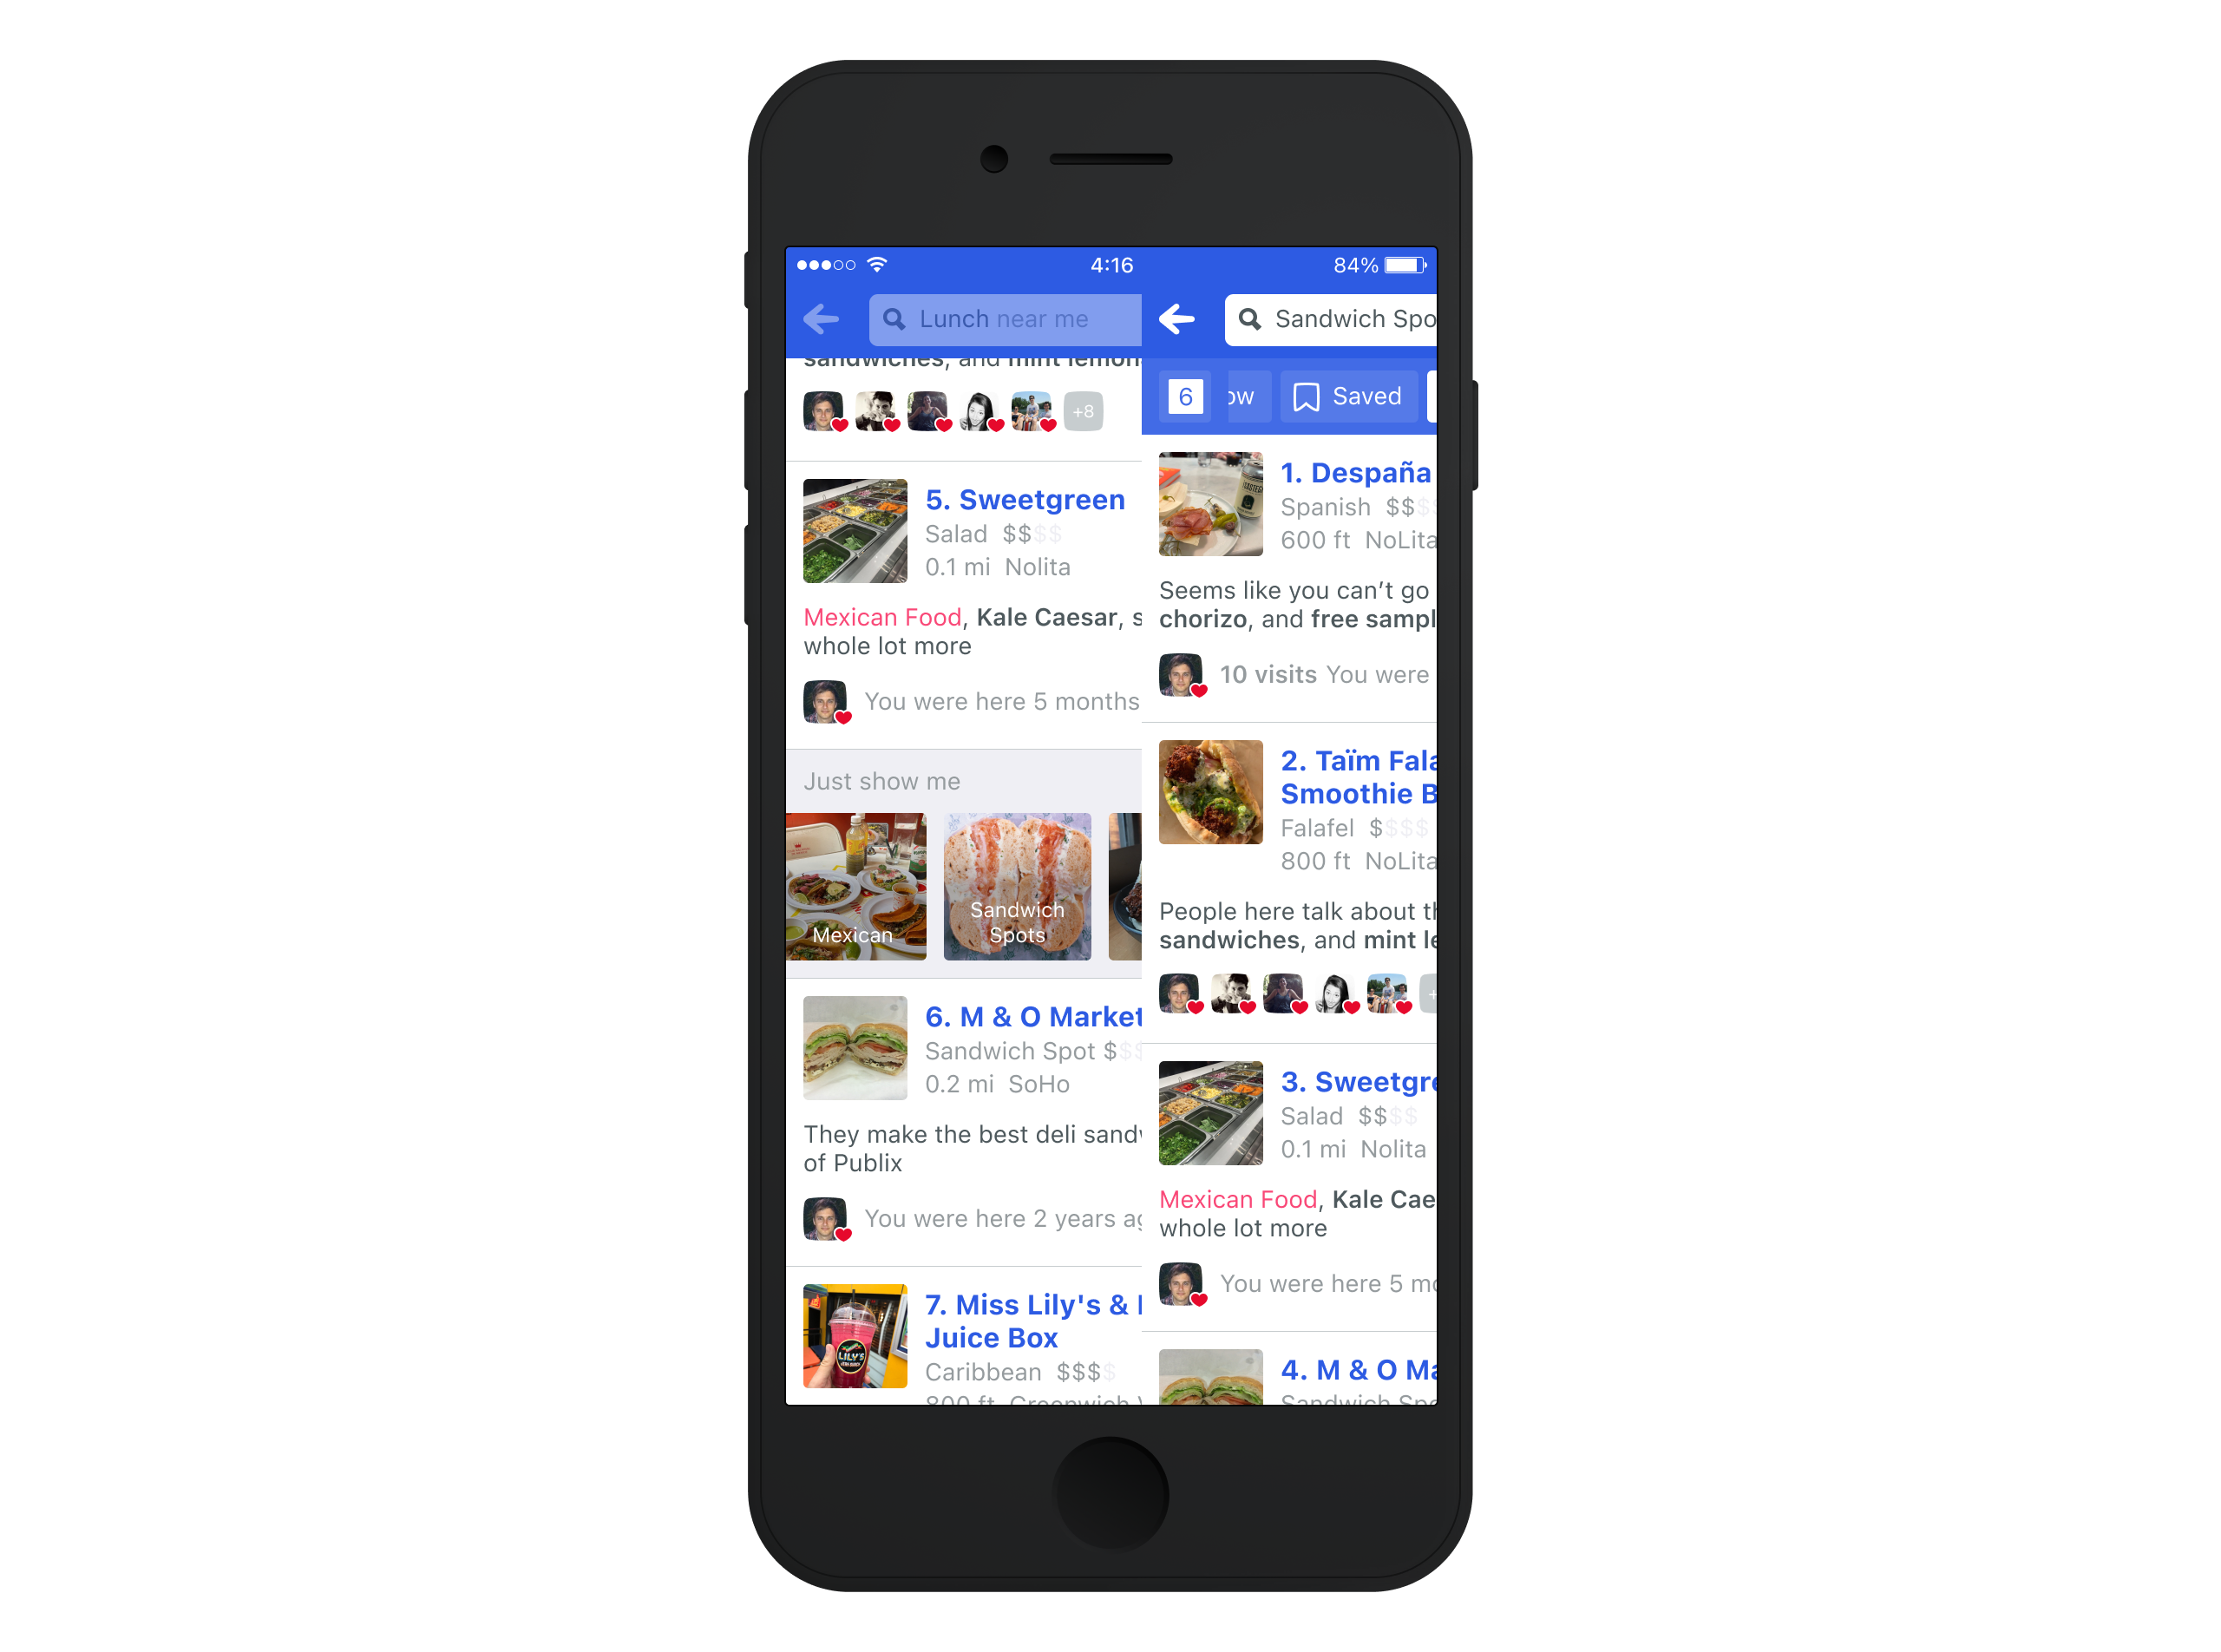 4:16
84%
Lunch near me
sandwiches, and mint lemon
+8
5. Sweetgreen
Salad $$$$
0.1 mi Nolita
Mexican Food, Kale Caesar, s
whole lot more
You were here 5 months
Just show me
Mexican
Sandwich
Spots
6. M & O Market
Sandwich Spot $$$
0.2 mi SoHo
They make the best deli sandw
of Publix
You were here 2 years ag
7. Miss Lily's &
Juice Box
LILY'S
Caribbean $$$$
800 ft Greenwich
Sandwich Spo
6
ow
Saved
1. Despaña
Spanish $$$
600 ft NoLita
Seems like you can’t go
chorizo, and free sampl
10 visits You were
2. Taïm Fala
Smoothie B
Falafel $$$$
800 ft NoLita
People here talk about th
sandwiches, and mint le
+
3. Sweetgre
Salad $$$$
0.1 mi Nolita
Mexican Food, Kale Cae
whole lot more
You were here 5 mo
4. M & O Ma
Sandwich Spo